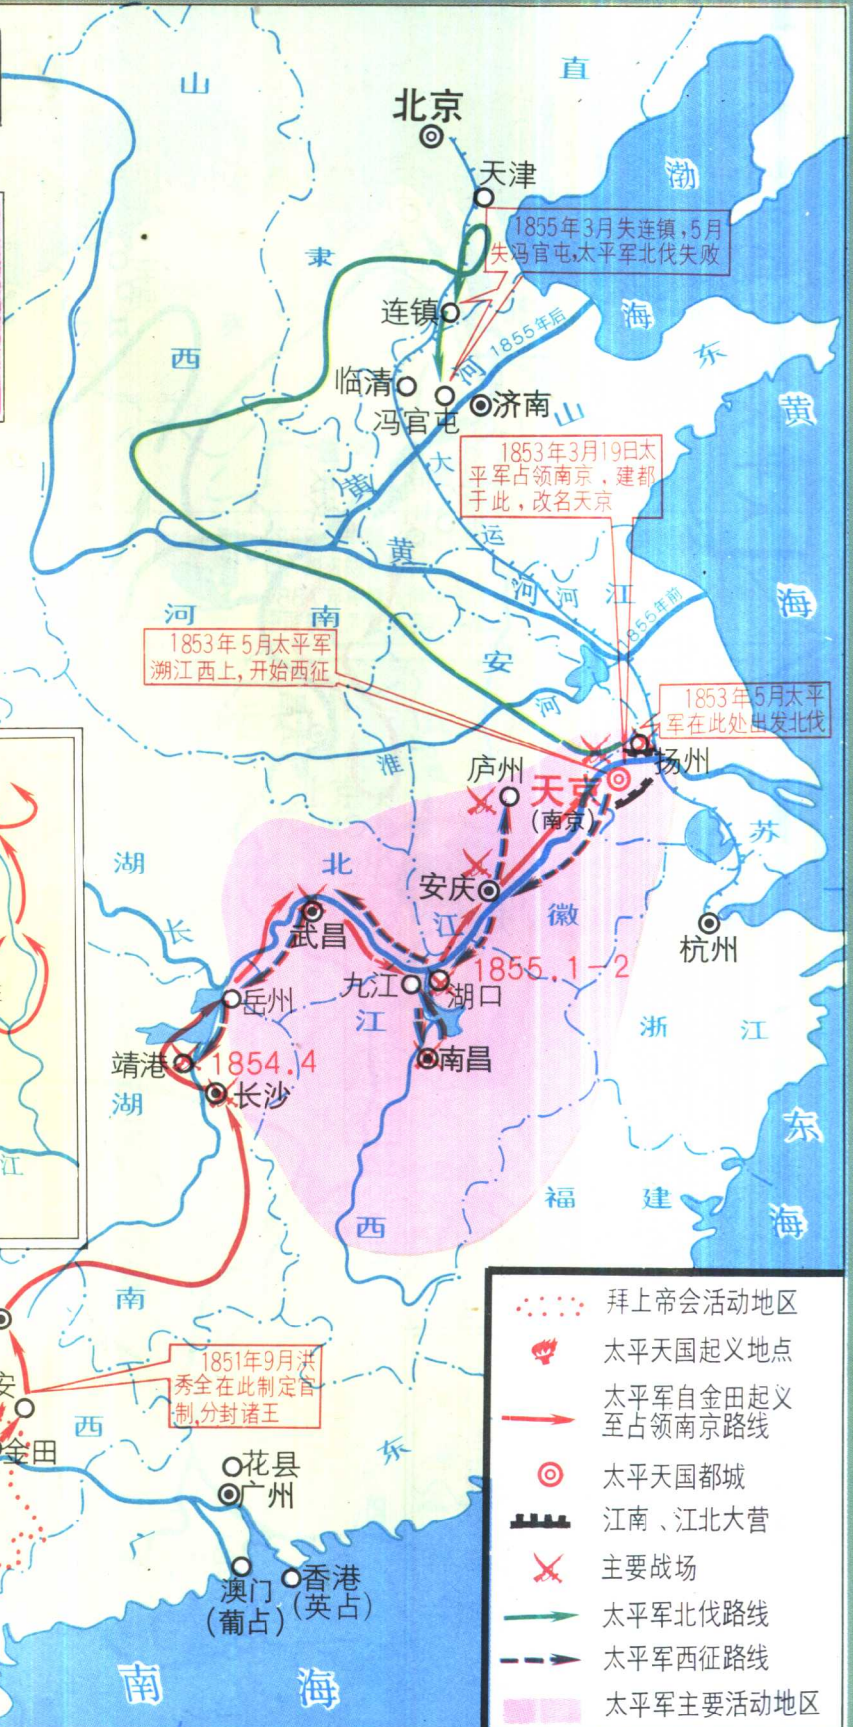 山
直
北京
天津
渤
1855年3月失连镇,5月
失冯官屯,太平军北伐失败
隶
连镇
海
1855年后
河
西
东
临清
冯官屯
济南
山
黄
1853年3月19日太
平军占领南京，建都
于此，改名天京
大
黄
运
黄
河
河
江
海
1855年前
河
南
1853年5月太平军
溯江西上,开始西征
安
河
1853年5月太平
军在此处出发北伐
淮
扬州
庐州
天京
(南京)
苏
湖
北
安庆
徽
长
江
武昌
杭州
九江
湖口
1855.1-2
岳州
江
浙
江
靖港
1854.4
南昌
长沙
湖
东
江
福
建
海
西
南
拜上帝会活动地区
太平天国起义地点
1851年9月洪
秀全在此制定官
制,分封诸王
安
太平军自金田起义
至占领南京路线
西
金田
东
花县
广州
太平天国都城
江南、江北大营
广
主要战场
澳门
(葡占)
香港
(英占)
太平军北伐路线
太平军西征路线
南
海
太平军主要活动地区